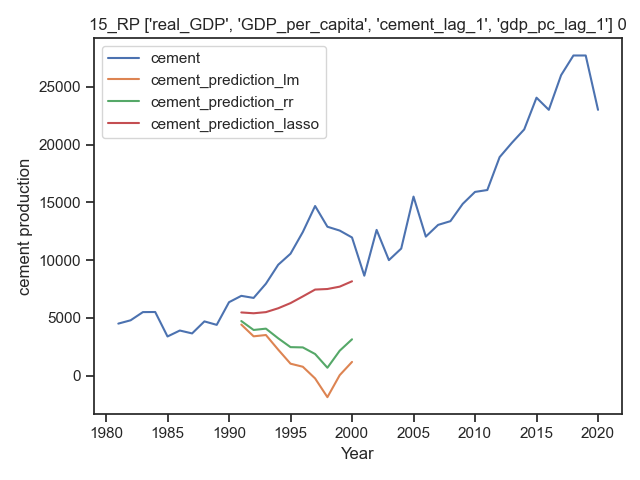 15_RP ['real_GDP', 'GDP_per_capita', 'cement_lag_1', 'gdp_pc_lag_1'] 0
cement
cement_prediction_lm
cement_prediction_rr
cement_prediction_lasso
25000
20000
15000
10000
5000
0
cement production
1980
1985
1990
1995
2000
2005
2010
2015
2020
Year